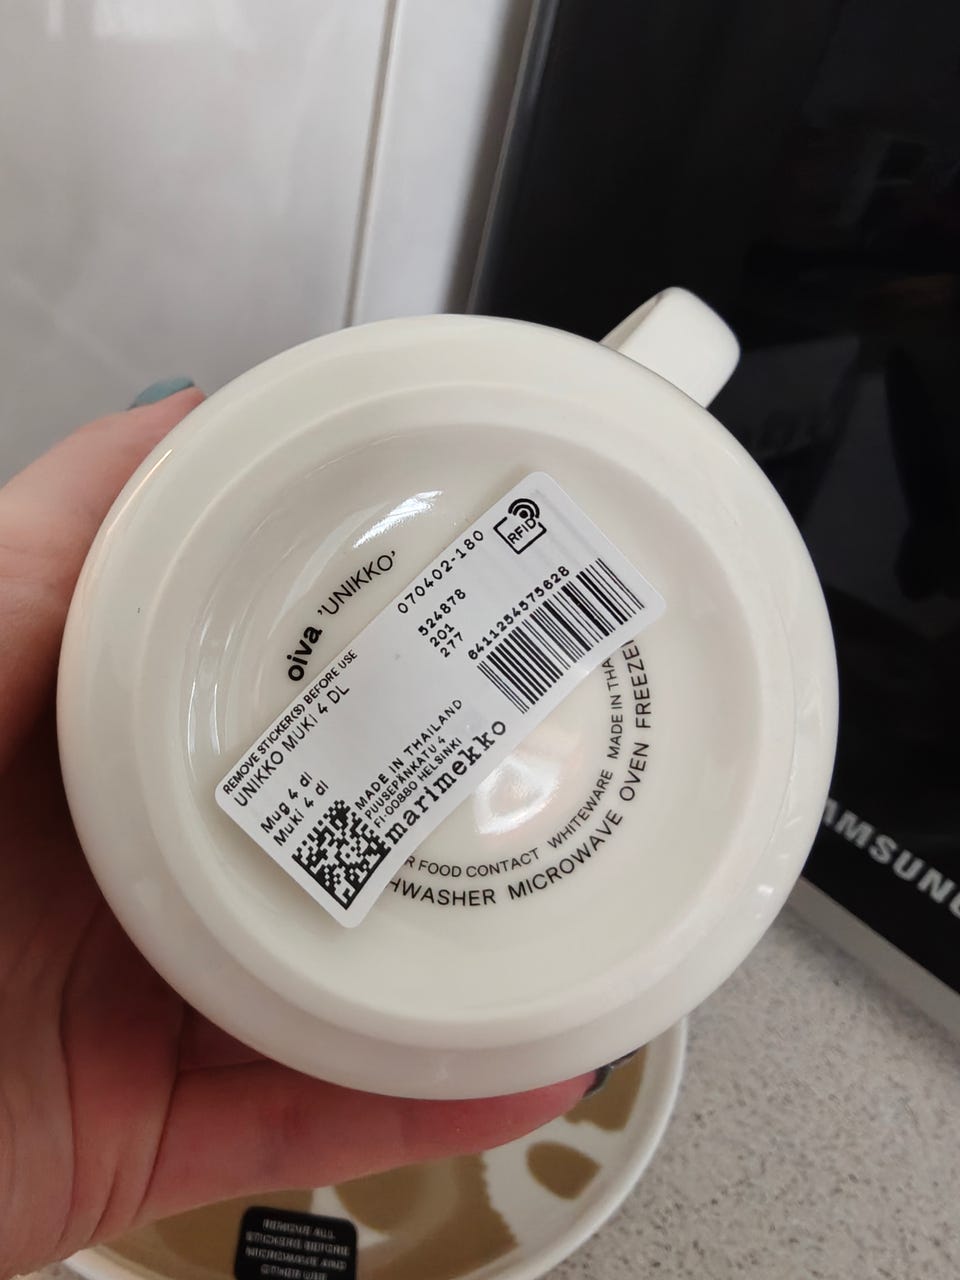 oiva 'UNIKKO'
REMOVE STICKER(S) BEFORE USE
UNIKKO MUKI 4 DL
Mug 4 dl
Muki 4 dl
070402-180
524878
201
277
RFID
6411254575628
MADE IN THAILAND
PUUSEPÄNKATU 4
FI-00880 HELSINKI
marimekko
R FOOD CONTACT WHITEWARE MADE IN THA
HWASHER MICROWAVE OVEN FREEZE
AMSUNG
REMOVE ALL
STICKERS BEFORE
MICROWAVE AND
OTHER USE